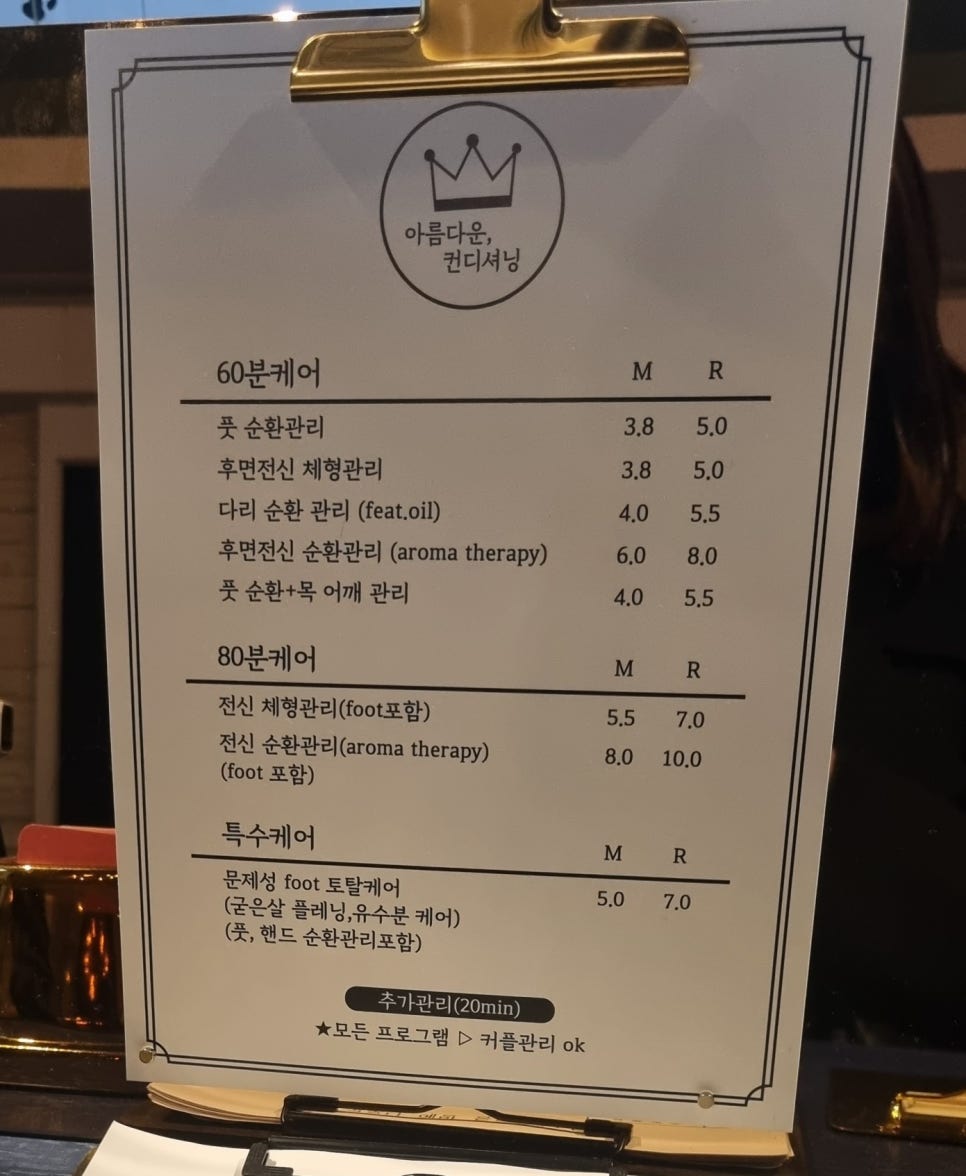 아름다운,
컨디셔닝
60분케어 M R
풋 순환관리 3.8 5.0
후면전신 체형관리 3.8 5.0
다리 순환 관리 (feat.oil) 4.0 5.5
후면전신 순환관리 (aroma therapy) 6.0 8.0
풋 순환+목 어깨 관리 4.0 5.5
80분케어 M R
전신 체형관리(foot포함) 5.5 7.0
전신 순환관리(aroma therapy) 8.0 10.0
(foot 포함)
특수케어 M R
문제성 foot 토탈케어 5.0 7.0
(굳은살 플레닝,유수분 케어)
(풋, 핸드 순환관리포함)
추가관리(20min)
★모든 프로그램 ▷ 커플관리 ok